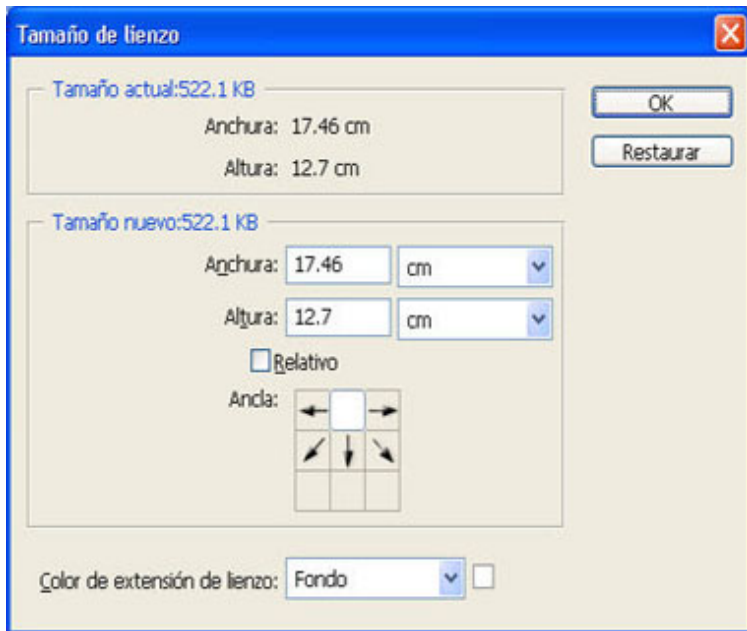 Tamaño de lienzo
Tamaño actual:522.1 KB
Anchura: 17.46 cm
Altura: 12.7 cm
OK
Restaurar
Tamaño nuevo:522.1 KB
Anchura: 17.46 cm
Altura: 12.7 cm
Relativo
Ancla:
Color de extensión de lienzo: Fondo